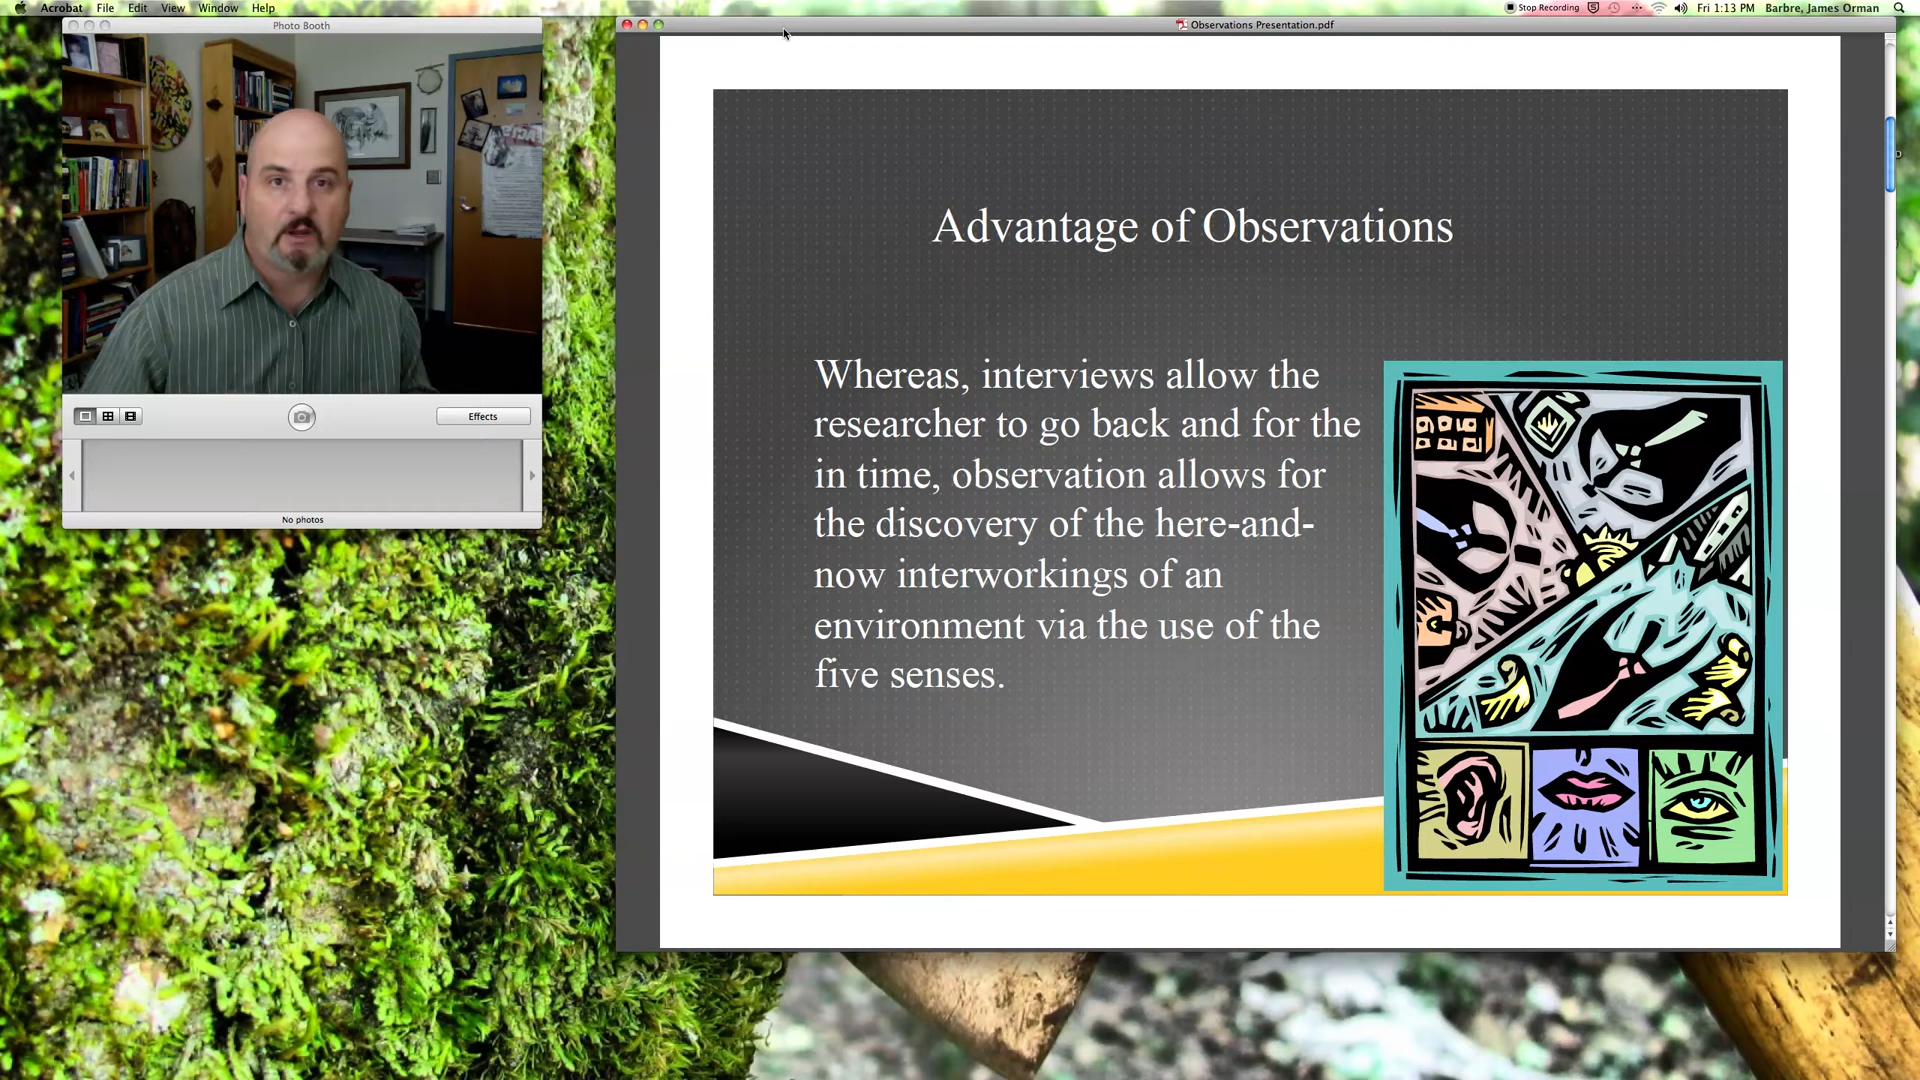 Acrobat File Edit View Window Help
Stop Recording
Fri 1:13 PM Barbre, James Orman
Photo Booth
Effects
No photos
Observations Presentation.pdf
Advantage of Observations
Whereas, interviews allow the
researcher to go back and for the
in time, observation allows for
the discovery of the here-and-
now interworkings of an
environment via the use of the
five senses.